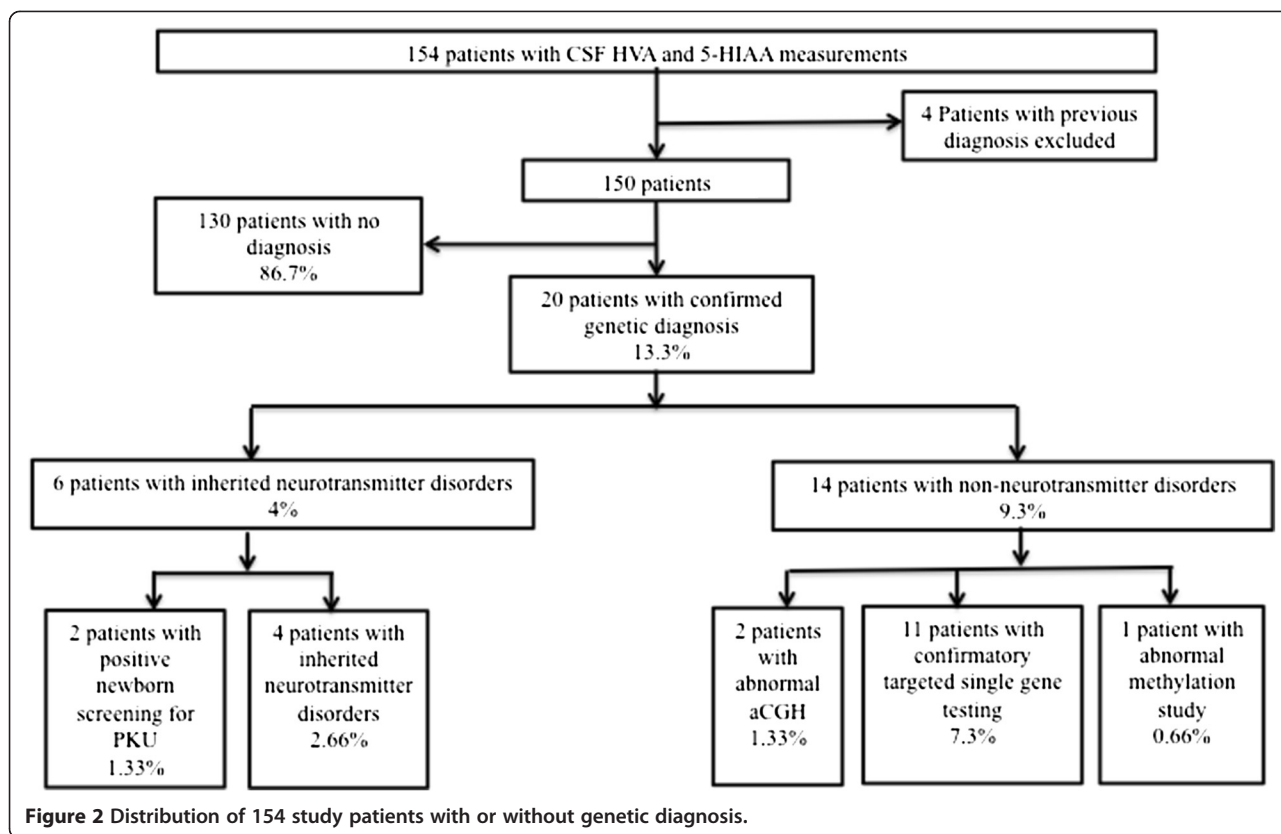 154 patients with CSF HVA and 5-HIAA measurements
4 Patients with previous
diagnosis excluded
150 patients
130 patients with no
diagnosis
86.7%
20 patients with confirmed
genetic diagnosis
13.3%
6 patients with inherited neurotransmitter disorders
4%
14 patients with non-neurotransmitter disorders
9.3%
2 patients with
positive
newborn
screening for
PKU
1.33%
4 patients with
inherited
neurotransmitter
disorders
2.66%
2 patients
with
abnormal
aCGH
1.33%
11 patients with
confirmatory
targeted single gene
testing
7.3%
1 patient with
abnormal
methylation
study
0.66%
Figure 2 Distribution of 154 study patients with or without genetic diagnosis.